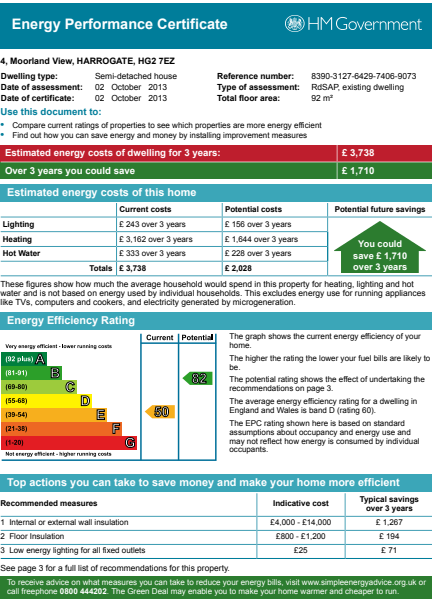 Energy Performance Certificate
HM Government
4, Moorland View, HARROGATE, HG2 7EZ
Dwelling type: Semi-detached house
Date of assessment: 02 October 2013
Date of certificate: 02 October 2013
Reference number: 8390-3127-6429-7406-9073
Type of assessment: RdSAP, existing dwelling
Total floor area: 92 m²
Use this document to:
• Compare current ratings of properties to see which properties are more energy efficient
• Find out how you can save energy and money by installing improvement measures
Estimated energy costs of dwelling for 3 years: £ 3,738
Over 3 years you could save £ 1,710
Estimated energy costs of this home
Current costs Potential costs Potential future savings
Lighting £ 243 over 3 years £ 156 over 3 years
Heating £ 3,162 over 3 years £ 1,644 over 3 years
Hot Water £ 333 over 3 years £ 228 over 3 years
Totals £ 3,738 £ 2,028
You could
save £ 1,710
over 3 years
These figures show how much the average household would spend in this property for heating, lighting and hot
water and is not based on energy used by individual households. This excludes energy use for running appliances
like TVs, computers and cookers, and electricity generated by microgeneration.
Energy Efficiency Rating
Current Potential
Very energy efficient - lower running costs
(92 plus) A
(81-91) B
(69-80) C
(55-68) D
(39-54) E
(21-38) F
(1-20) G
Not energy efficient - higher running costs
50
82
The graph shows the current energy efficiency of your
home.
The higher the rating the lower your fuel bills are likely to
be.
The potential rating shows the effect of undertaking the
recommendations on page 3.
The average energy efficiency rating for a dwelling in
England and Wales is band D (rating 60).
The EPC rating shown here is based on standard
assumptions about occupancy and energy use and
may not reflect how energy is consumed by individual
occupants.
Top actions you can take to save money and make your home more efficient
Recommended measures Indicative cost Typical savings
over 3 years
1 Internal or external wall insulation £4,000 - £14,000 £ 1,267
2 Floor Insulation £800 - £1,200 £ 194
3 Low energy lighting for all fixed outlets £25 £ 71
See page 3 for a full list of recommendations for this property.
To receive advice on what measures you can take to reduce your energy bills, visit www.simpleenergyadvice.org.uk or
call freephone 0800 444202. The Green Deal may enable you to make your home warmer and cheaper to run.